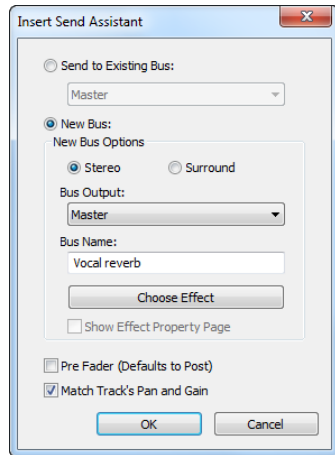 Insert Send Assistant
Send to Existing Bus:
Master
New Bus:
New Bus Options
Stereo Surround
Bus Output:
Master
Bus Name:
Vocal reverb
Choose Effect
Show Effect Property Page
Pre Fader (Defaults to Post)
Match Track's Pan and Gain
OK Cancel